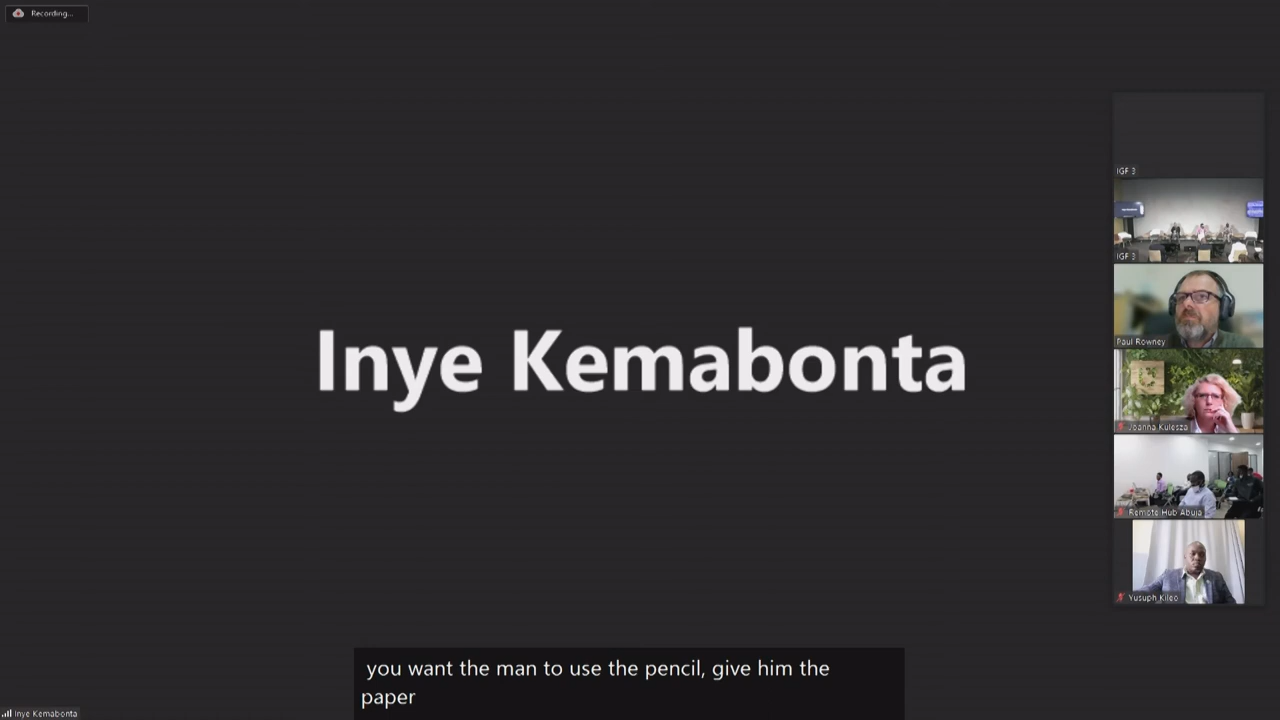 Recording...
Inye Kemabonta
IGF 3
IGF 3
Paul Rowney
Joanna Kulesza
Remote Hub Abuja
Yusuph Kileo
you want the man to use the pencil, give him the
paper
Inye Kemabonta